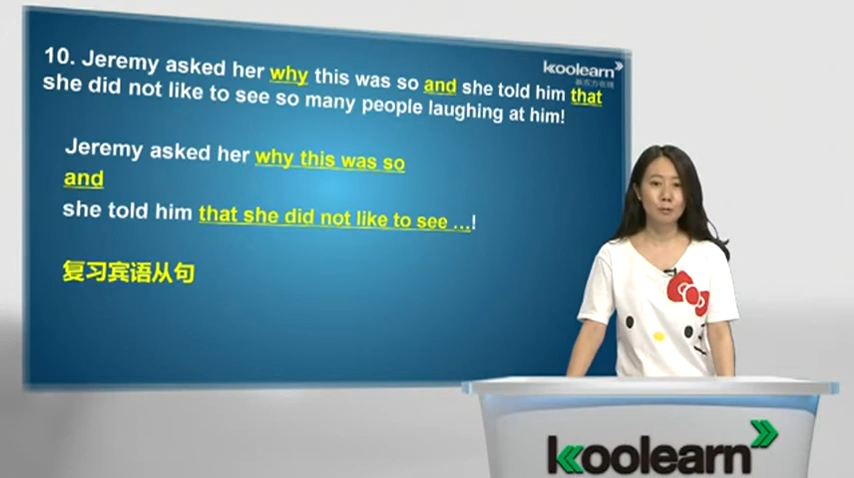 10. Jeremy asked her why this was so and she told him that
she did not like to see so many people laughing at him!
koolearn
新东方在线
Jeremy asked her why this was so
and
she told him that she did not like to see ...!
复习宾语从句
koolearn